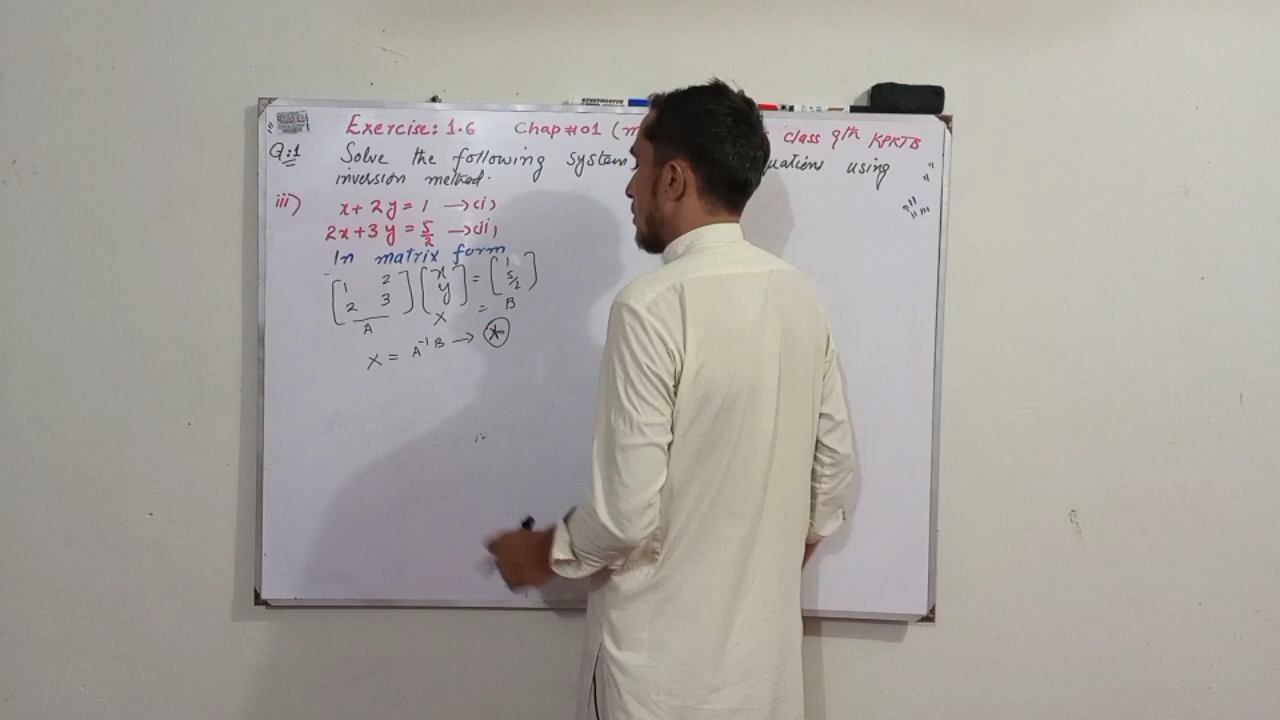 Exercise: 1.6 Chap#01 (m class 9th KPKTB
Q:1 Solve the following system uations using
inversion method.
iii) x+2y=1 →(i)
2x+3y=5/2 →(ii)
In matrix form
[1 2 [x = [1
2 3] y] 5/2]
A X = B
X = A⁻¹B → *